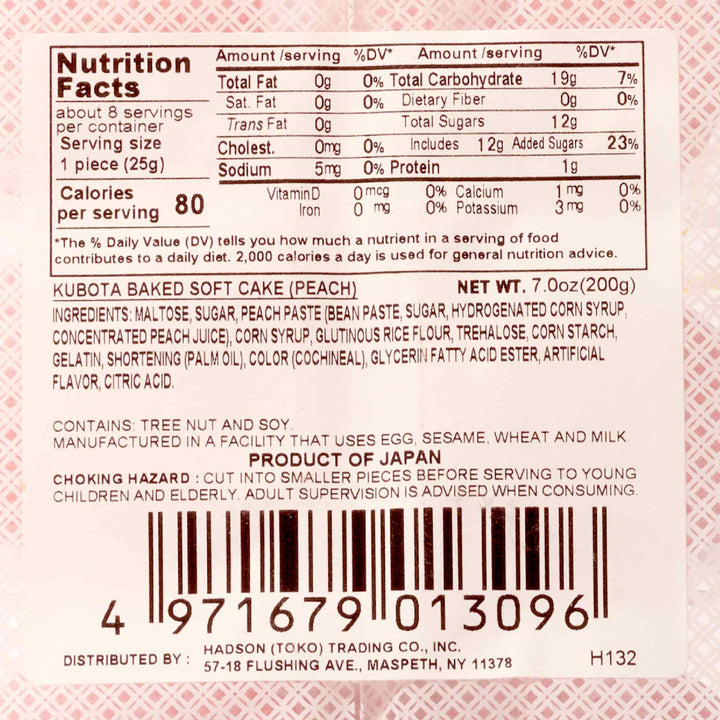 Nutrition Facts
about 8 servings per container
Serving size
1 piece (25g)
Calories per serving 80
Amount /serving %DV* Amount /serving %DV*
Total Fat 0g 0% Total Carbohydrate 19g 7%
Sat. Fat 0g 0% Dietary Fiber 0g 0%
Trans Fat 0g Total Sugars 12g
Cholest. 0mg 0% Includes 12g Added Sugars 23%
Sodium 5mg 0% Protein 1g
VitaminD 0mcg 0% Calcium 1mg 0%
Iron 0 mg 0% Potassium 3mg 0%
*The % Daily Value (DV) tells you how much a nutrient in a serving of food
contributes to a daily diet. 2,000 calories a day is used for general nutrition advice.
KUBOTA BAKED SOFT CAKE (PEACH) NET WT. 7.0oz(200g)
INGREDIENTS: MALTOSE, SUGAR, PEACH PASTE (BEAN PASTE, SUGAR, HYDROGENATED CORN SYRUP,
CONCENTRATED PEACH JUICE), CORN SYRUP, GLUTINOUS RICE FLOUR, TREHALOSE, CORN STARCH,
GELATIN, SHORTENING (PALM OIL), COLOR (COCHINEAL), GLYCERIN FATTY ACID ESTER, ARTIFICIAL
FLAVOR, CITRIC ACID.
CONTAINS: TREE NUT AND SOY.
MANUFACTURED IN A FACILITY THAT USES EGG, SESAME, WHEAT AND MILK.
PRODUCT OF JAPAN
CHOKING HAZARD : CUT INTO SMALLER PIECES BEFORE SERVING TO YOUNG
CHILDREN AND ELDERLY. ADULT SUPERVISION IS ADVISED WHEN CONSUMING.
4 971679 013096
DISTRIBUTED BY : HADSON (TOKO) TRADING CO., INC.
57-18 FLUSHING AVE., MASPETH, NY 11378 H132